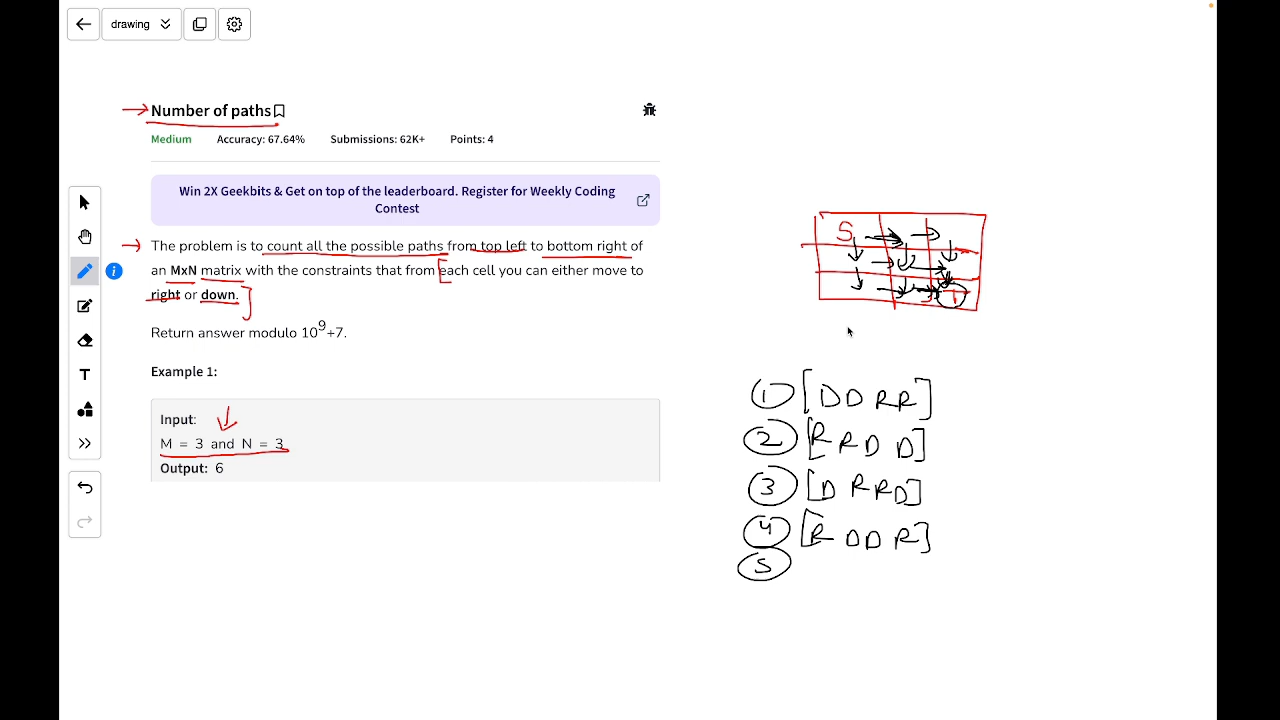 drawing
Number of paths
Medium Accuracy: 67.64% Submissions: 62K+ Points: 4
Win 2X Geekbits & Get on top of the leaderboard. Register for Weekly Coding
Contest
The problem is to count all the possible paths from top left to bottom right of
an MxN matrix with the constraints that from each cell you can either move to
right or down.
Return answer modulo 10^9+7.
Example 1:
Input:
M = 3 and N = 3
Output: 6
T
S
1 [D D R R]
2 [R R D D]
3 [D R R D]
4 [R D D R]
5